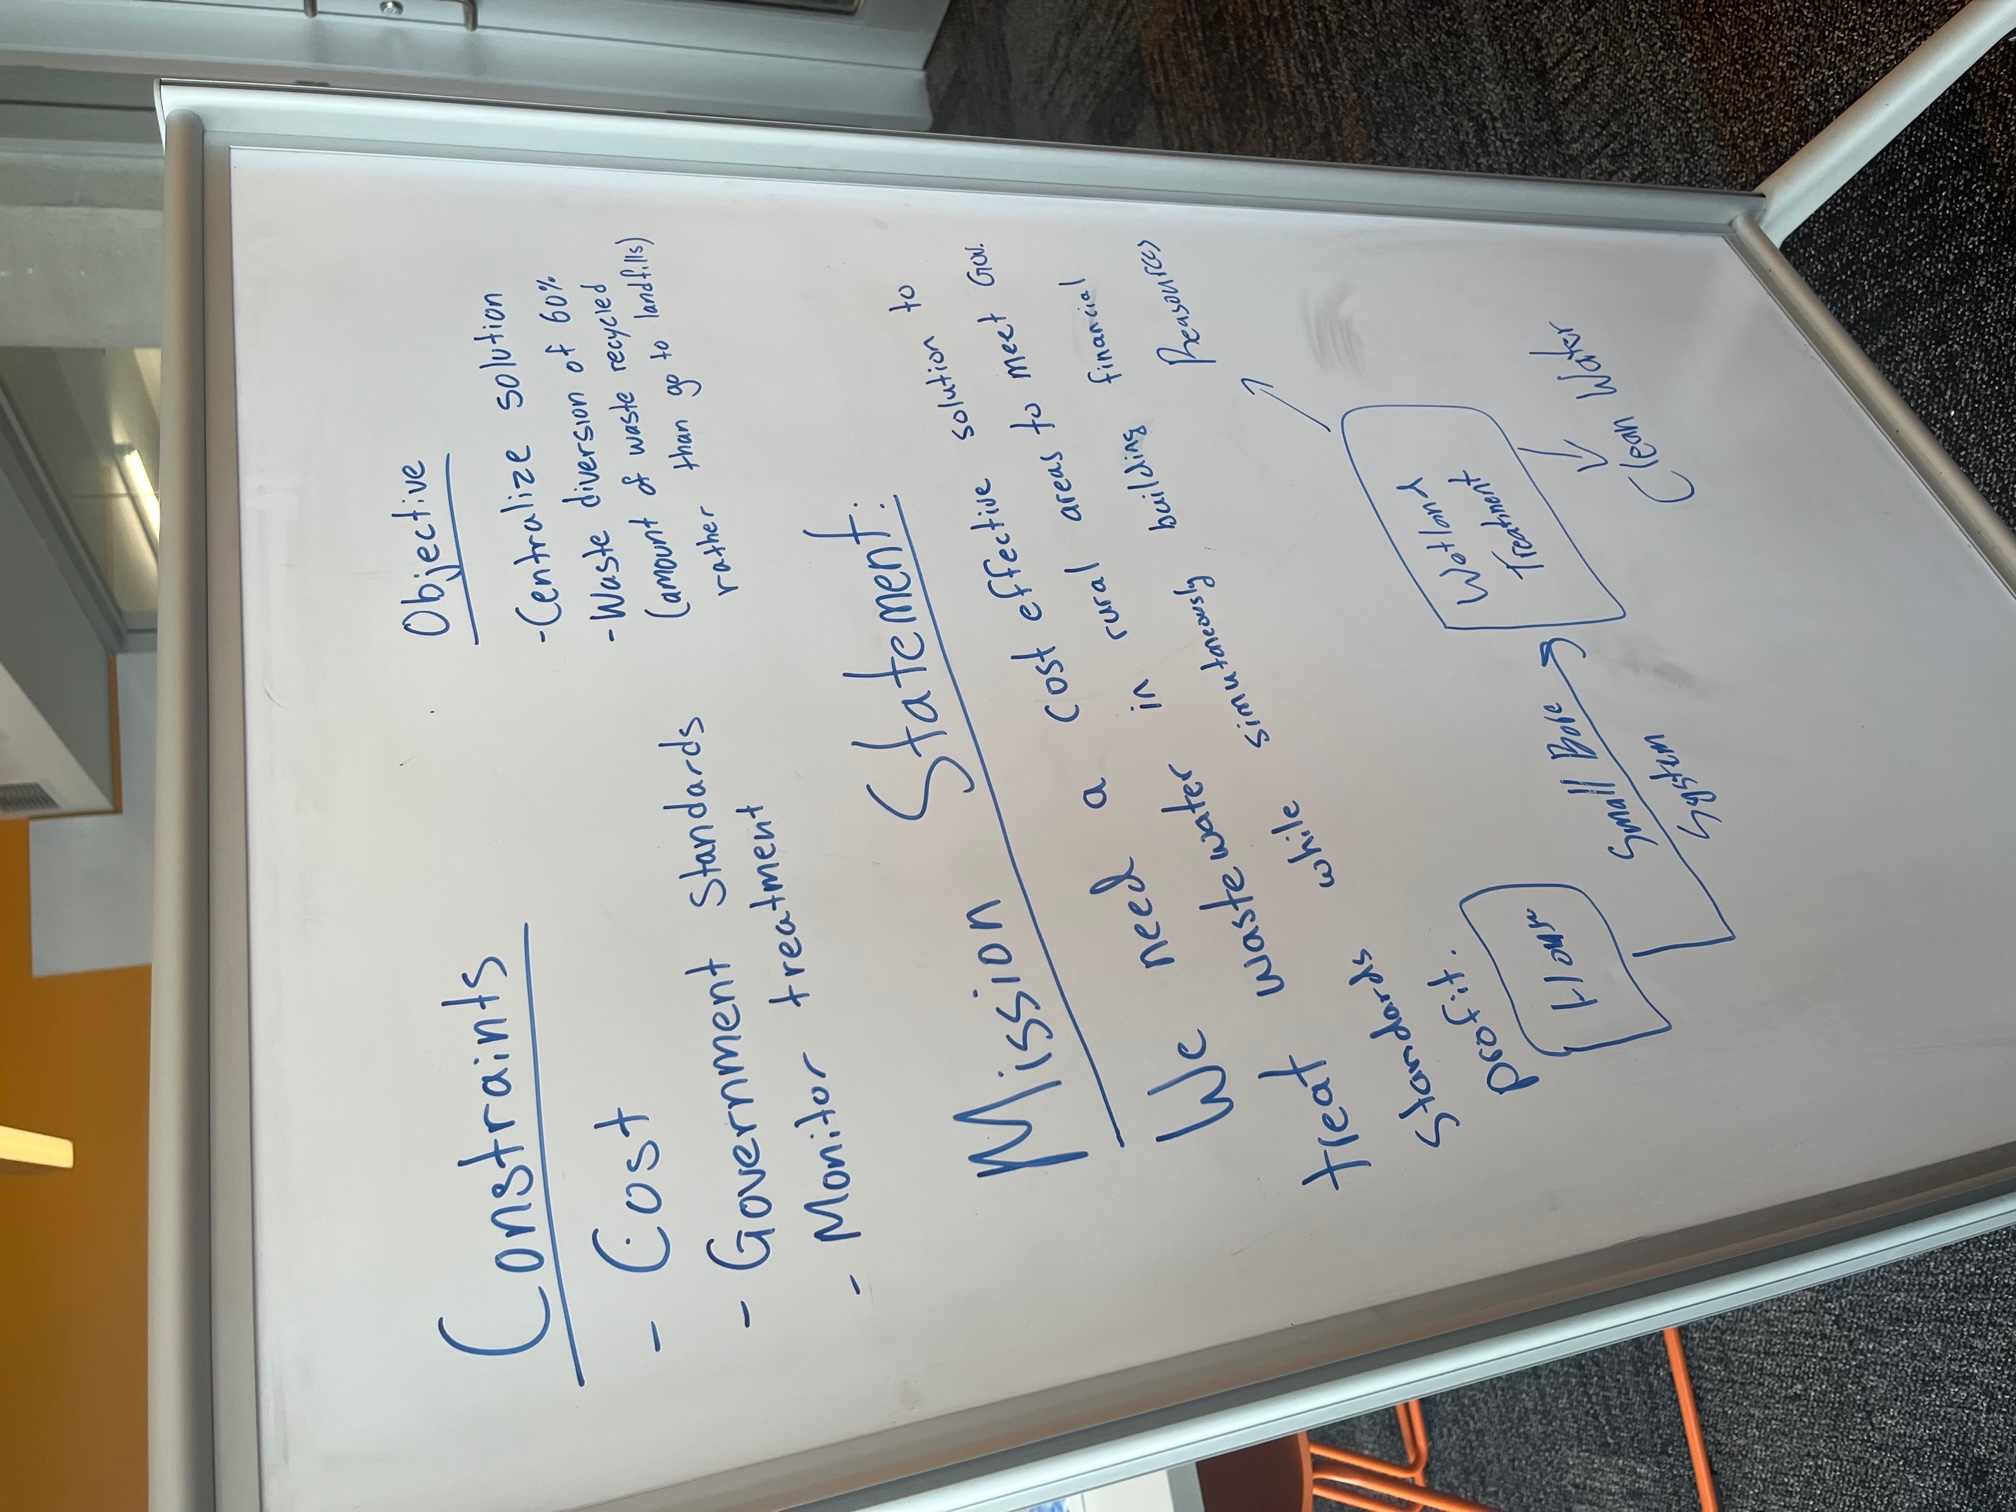 Constraints
- Cost
- Government standards
- Monitor treatment
Objective
- Centralize solution
- Waste diversion of 60%
(amount of waste recycled
rather than go to landfills)
Mission Statement:
We need a cost effective solution to
treat wastewater in rural areas to meet Gov.
Standards while simutaneously building financial
profit.
Reasources
House
Small Bore
System
Wetland
Treatment
Clean Water